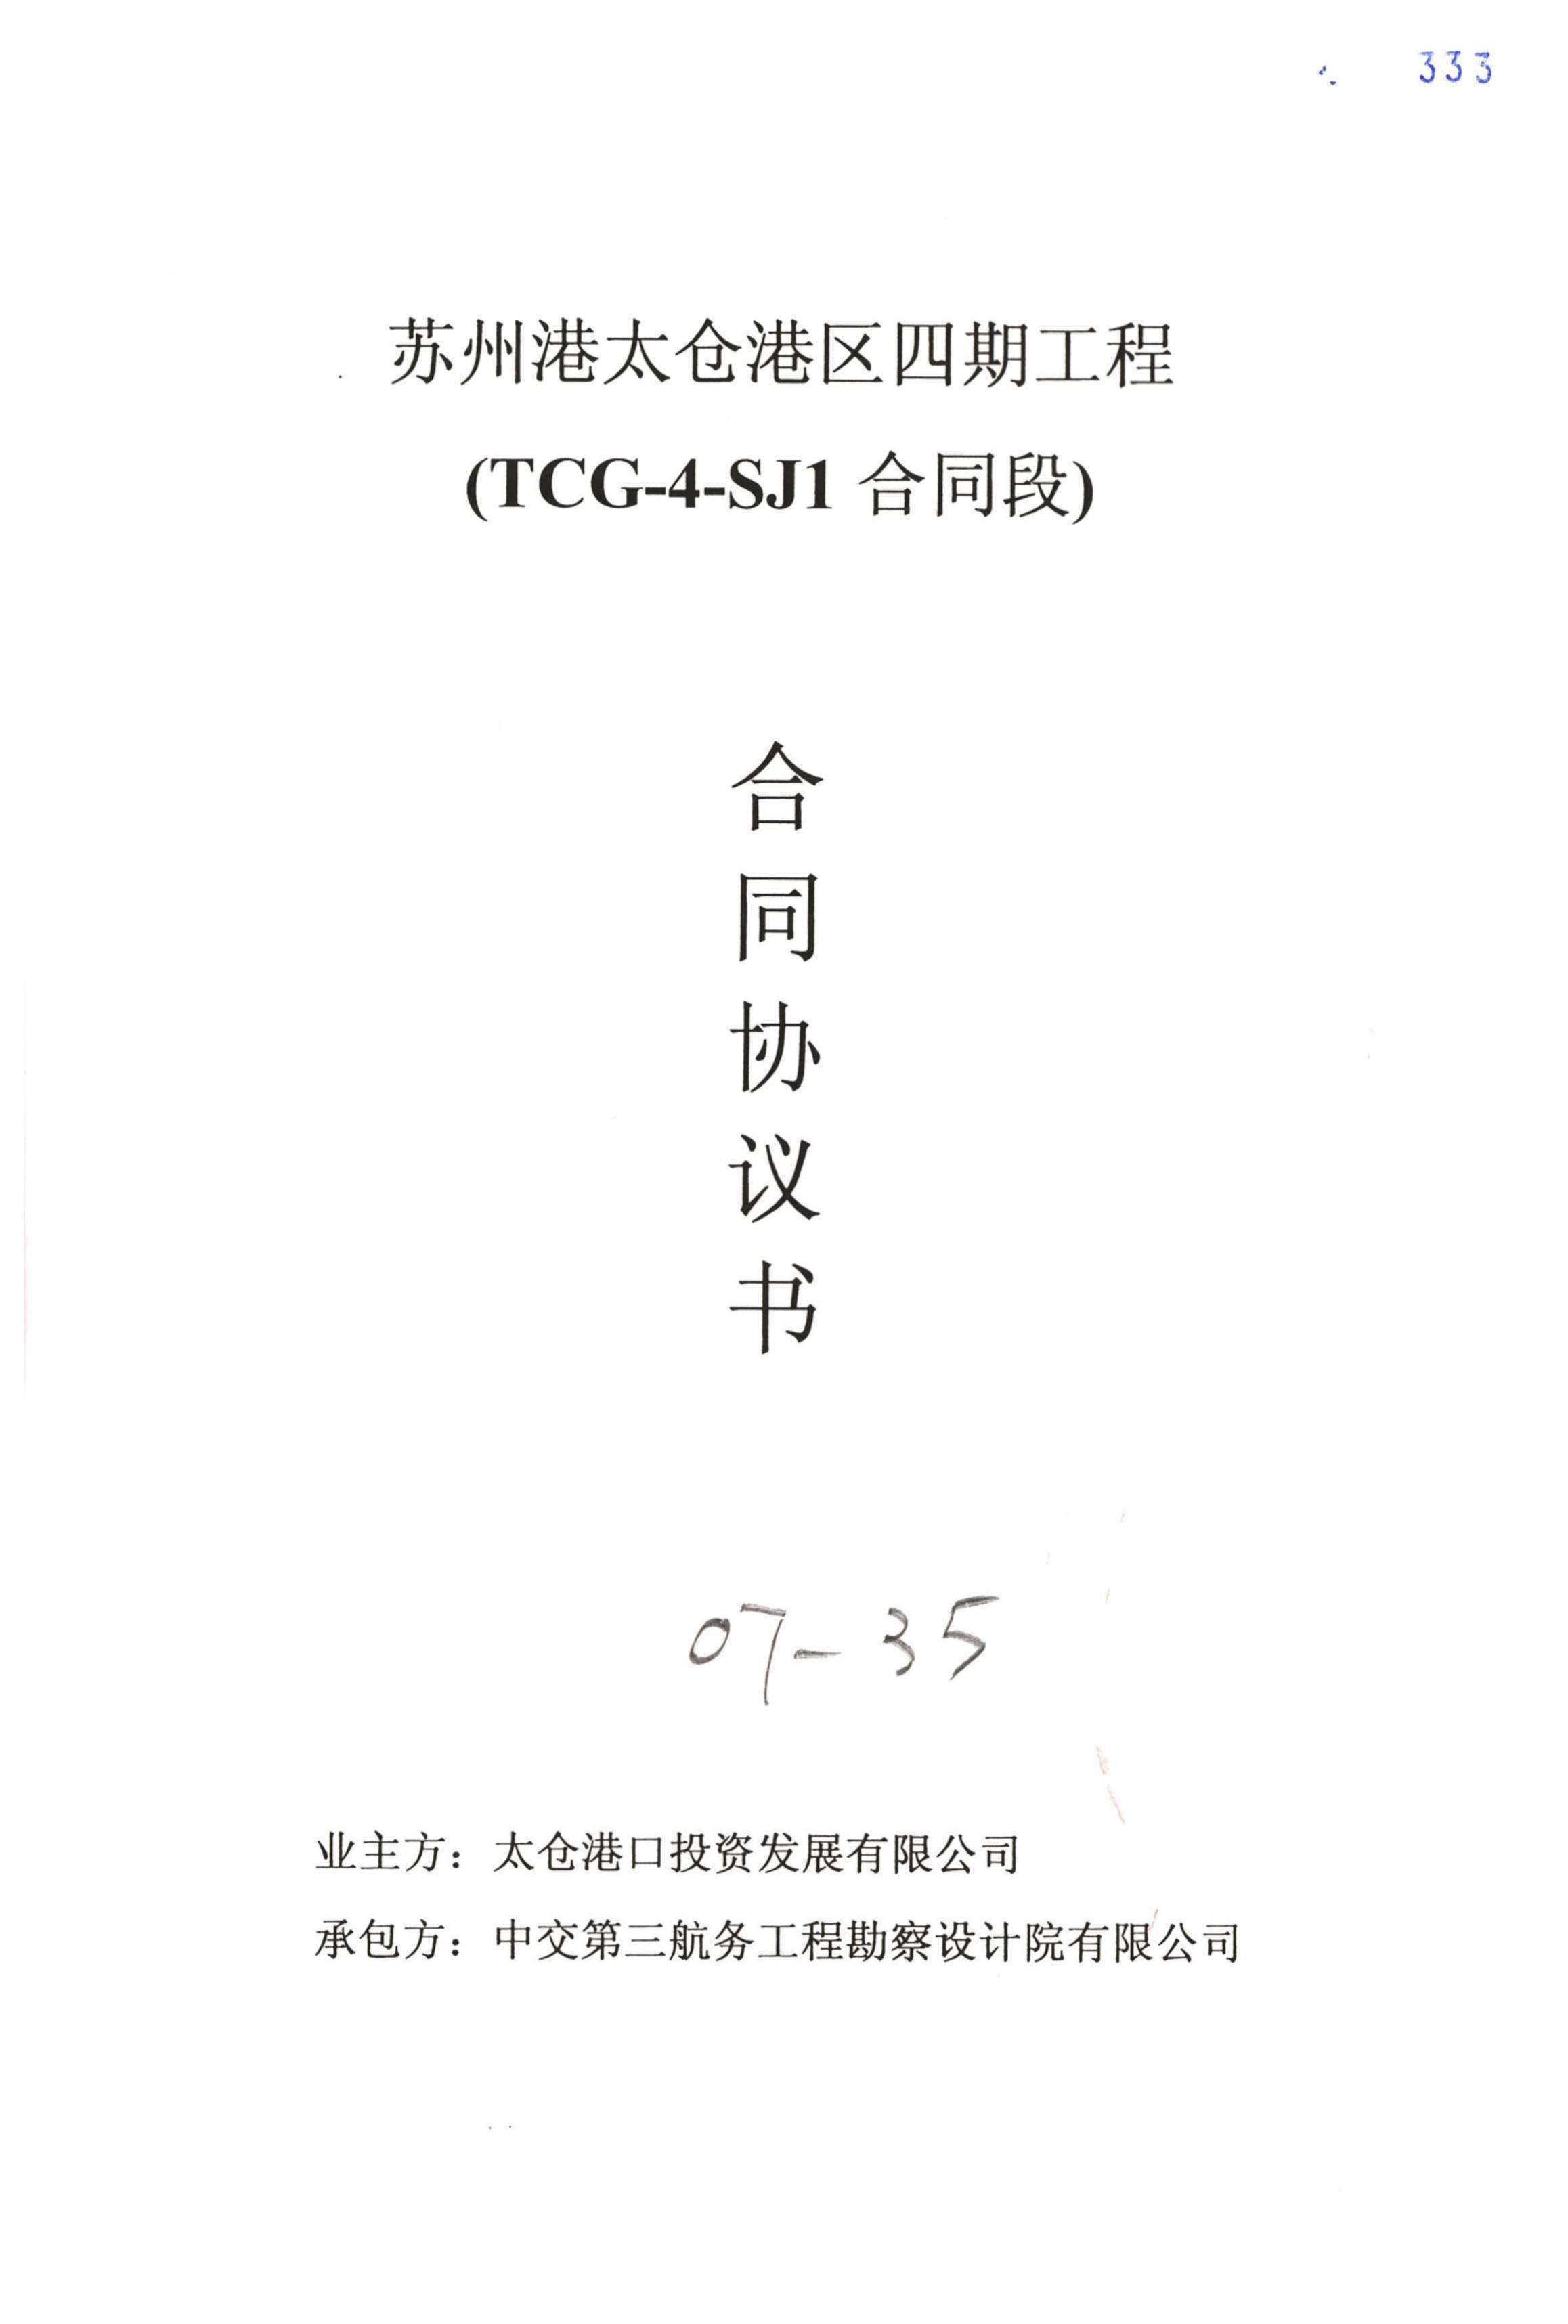 333
苏州港太仓港区四期工程
(TCG-4-SJ1 合同段)
合
同
协
议
书
07-35
业主方：太仓港口投资发展有限公司
承包方：中交第三航务工程勘察设计院有限公司